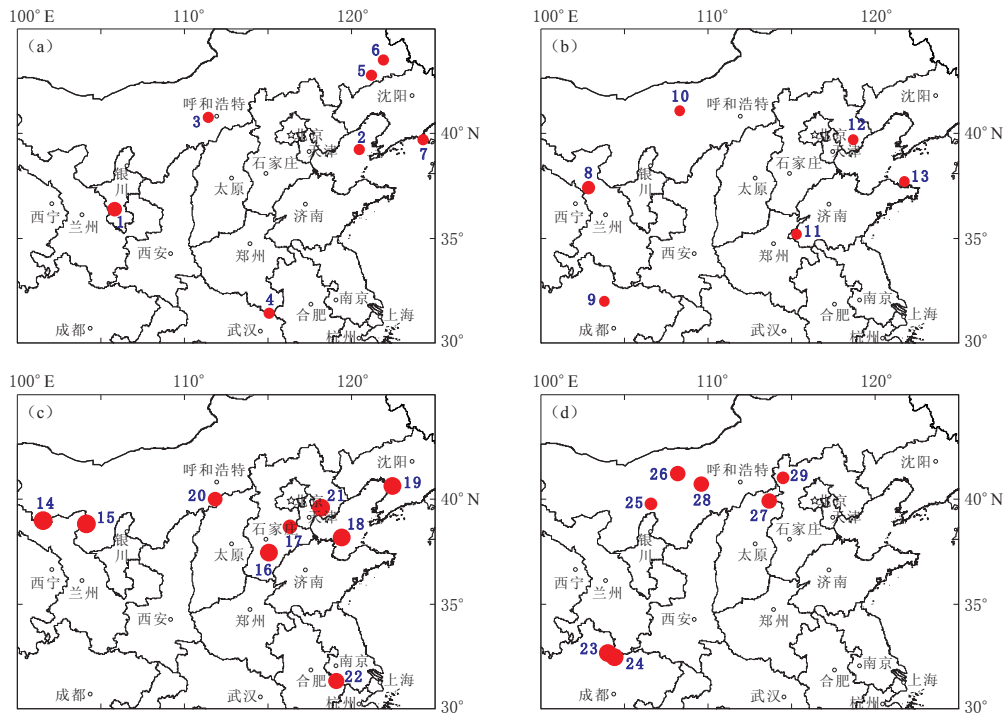 100° E 110° 120°
(a)
6
5
沈阳
呼和浩特
3
2
40° N
北京
天津
7
石家庄
银川
太原
西宁
兰州
1
济南
西安
郑州
35°
4
南京
合肥
上海
成都
武汉
杭州
30°
100° E 110° 120°
(b)
沈阳
10
呼和浩特
12
40° N
北京
天津
石家庄
8
银川
太原
13
西宁
兰州
济南
11
西安
郑州
35°
9
南京
合肥
上海
成都
武汉
杭州
30°
100° E 110° 120°
(c)
沈阳
呼和浩特
19
14
20
21
40° N
北京
天津
15
18
石家庄
17
银川
太原
16
西宁
兰州
济南
西安
郑州
35°
南京
合肥
22
上海
成都
武汉
杭州
30°
100° E 110° 120°
(d)
沈阳
26
呼和浩特
29
28
25
27
40° N
北京
天津
石家庄
银川
太原
西宁
兰州
济南
西安
郑州
35°
23
24
南京
合肥
上海
成都
武汉
杭州
30°